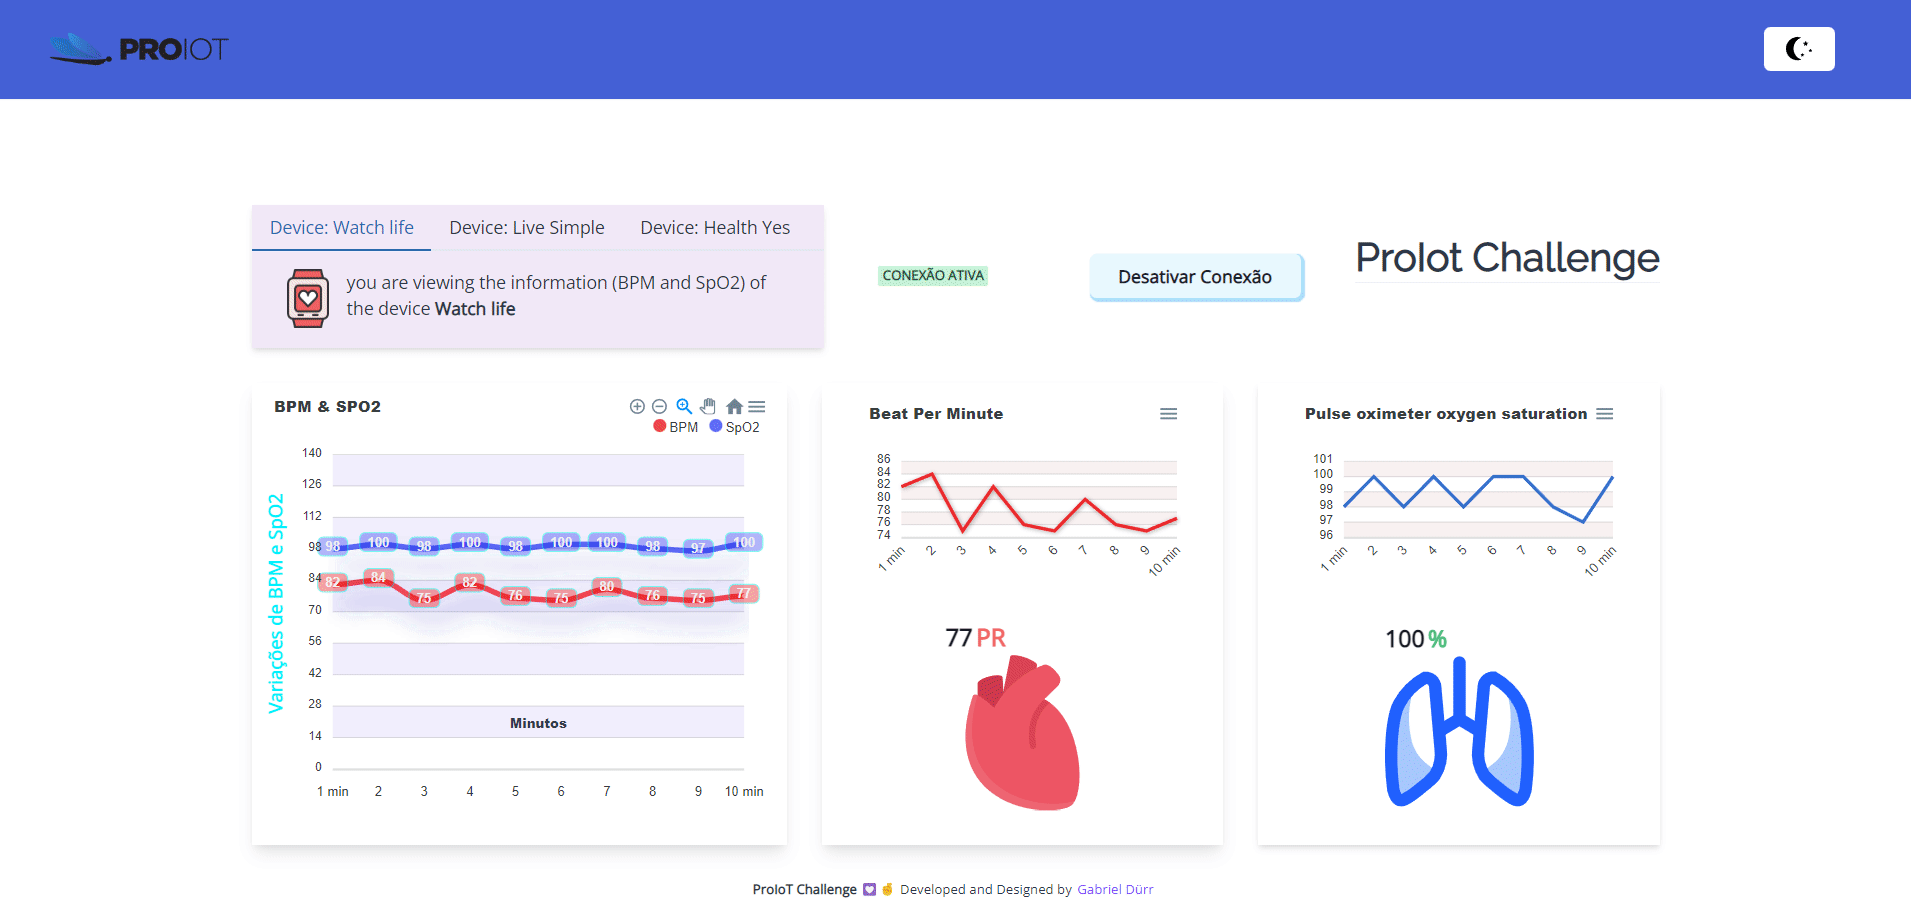 PROIOT
Device: Watch life
Device: Live Simple
Device: Health Yes
you are viewing the information (BPM and SpO2) of
the device Watch life
CONEXÃO ATIVA
Desativar Conexão
ProIot Challenge
BPM & SPO2
BPM
SpO2
Variações de BPM e SpO2
140
126
112
98
84
70
56
42
28
14
0
98 100 98 100 98 100 100 98 97 100
82 84 75 82 76 75 80 76 75 77
Minutos
1 min 2 3 4 5 6 7 8 9 10 min
Beat Per Minute
86
84
82
80
78
76
74
1 min 2 3 4 5 6 7 8 9 10 min
77 PR
Pulse oximeter oxygen saturation
101
100
99
98
97
96
1 min 2 3 4 5 6 7 8 9 10 min
100 %
ProIoT Challenge 💟 ✌ Developed and Designed by Gabriel Dürr